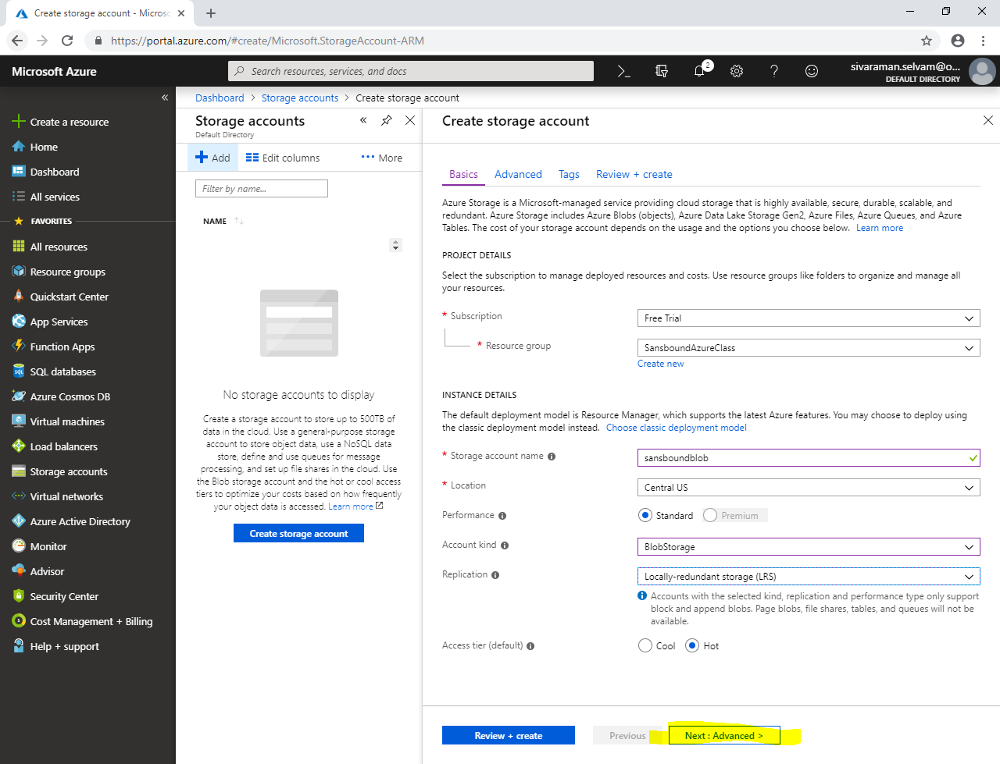 Create storage account - Micros
https://portal.azure.com/#create/Microsoft.StorageAccount-ARM
Microsoft Azure
Search resources, services, and docs
2
sivaraman.selvam@o...
DEFAULT DIRECTORY
Create a resource
Home
Dashboard
All services
FAVORITES
All resources
Resource groups
Quickstart Center
App Services
Function Apps
SQL databases
Azure Cosmos DB
Virtual machines
Load balancers
Storage accounts
Virtual networks
Azure Active Directory
Monitor
Advisor
Security Center
Cost Management + Billing
Help + support
Dashboard > Storage accounts > Create storage account
Storage accounts
Default Directory
Add
Edit columns
More
Filter by name...
NAME
No storage accounts to display
Create a storage account to store up to 500TB of
data in the cloud. Use a general-purpose storage
account to store object data, use a NoSQL data
store, define and use queues for message
processing, and set up file shares in the cloud. Use
the Blob storage account and the hot or cool access
tiers to optimize your costs based on how frequently
your object data is accessed. Learn more
Create storage account
Create storage account
Basics
Advanced
Tags
Review + create
Azure Storage is a Microsoft-managed service providing cloud storage that is highly available, secure, durable, scalable, and
redundant. Azure Storage includes Azure Blobs (objects), Azure Data Lake Storage Gen2, Azure Files, Azure Queues, and Azure
Tables. The cost of your storage account depends on the usage and the options you choose below. Learn more
PROJECT DETAILS
Select the subscription to manage deployed resources and costs. Use resource groups like folders to organize and manage all
your resources.
* Subscription
Free Trial
* Resource group
SansboundAzureClass
Create new
INSTANCE DETAILS
The default deployment model is Resource Manager, which supports the latest Azure features. You may choose to deploy using
the classic deployment model instead. Choose classic deployment model
* Storage account name
sansboundblob
* Location
Central US
Performance
Standard
Premium
Account kind
BlobStorage
Replication
Locally-redundant storage (LRS)
Accounts with the selected kind, replication and performance type only support
block and append blobs. Page blobs, file shares, tables, and queues will not be
available.
Access tier (default)
Cool
Hot
Review + create
Previous
Next : Advanced >